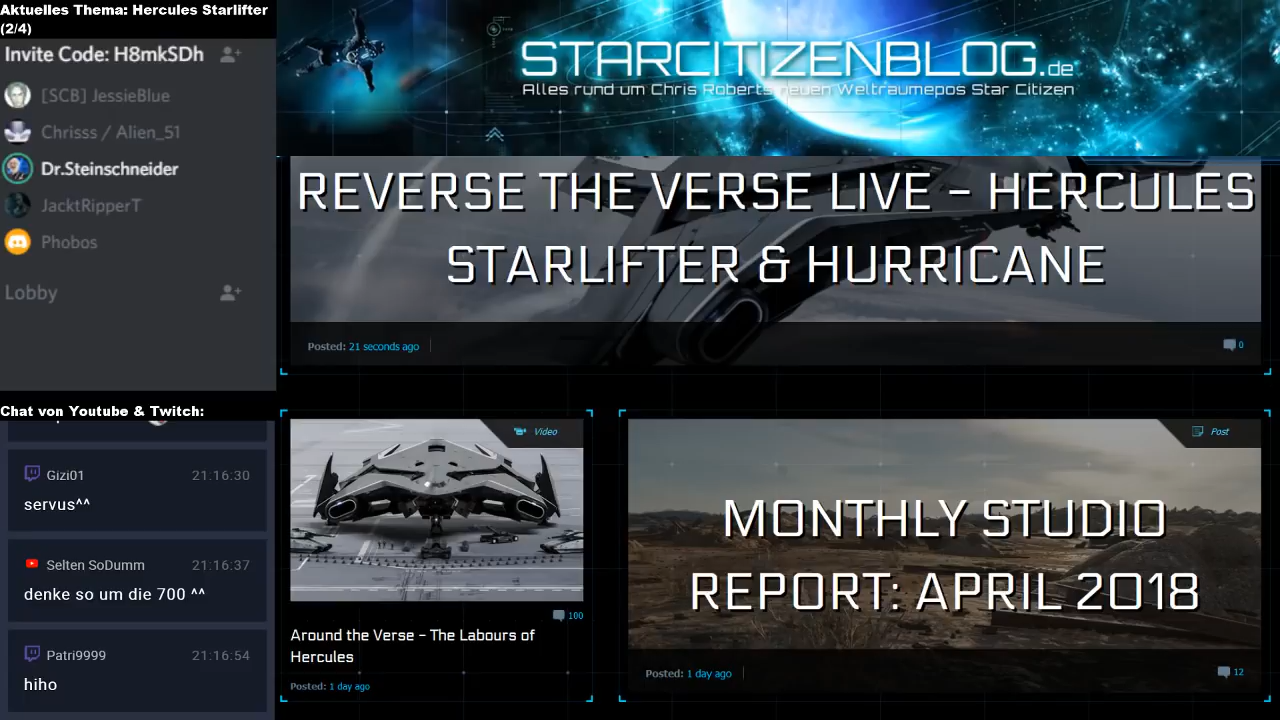 Aktuelles Thema: Hercules Starlifter
(2/4)
Invite Code: H8mkSDh
[SCB] JessieBlue
Chrisss / Alien_51
Dr.Steinschneider
JacktRipperT
Phobos
Lobby
Chat von Youtube & Twitch:
Gizi01 21:16:30
servus^^
Selten SoDumm 21:16:37
denke so um die 700 ^^
Patri9999 21:16:54
hiho
STARCITIZENBLOG.de
Alles rund um Chris Roberts neuen Weltraumepos Star Citizen
REVERSE THE VERSE LIVE – HERCULES
STARLIFTER & HURRICANE
Posted: 21 seconds ago
0
Video
100
Around the Verse – The Labours of
Hercules
Posted: 1 day ago
Post
MONTHLY STUDIO
REPORT: APRIL 2018
Posted: 1 day ago
12